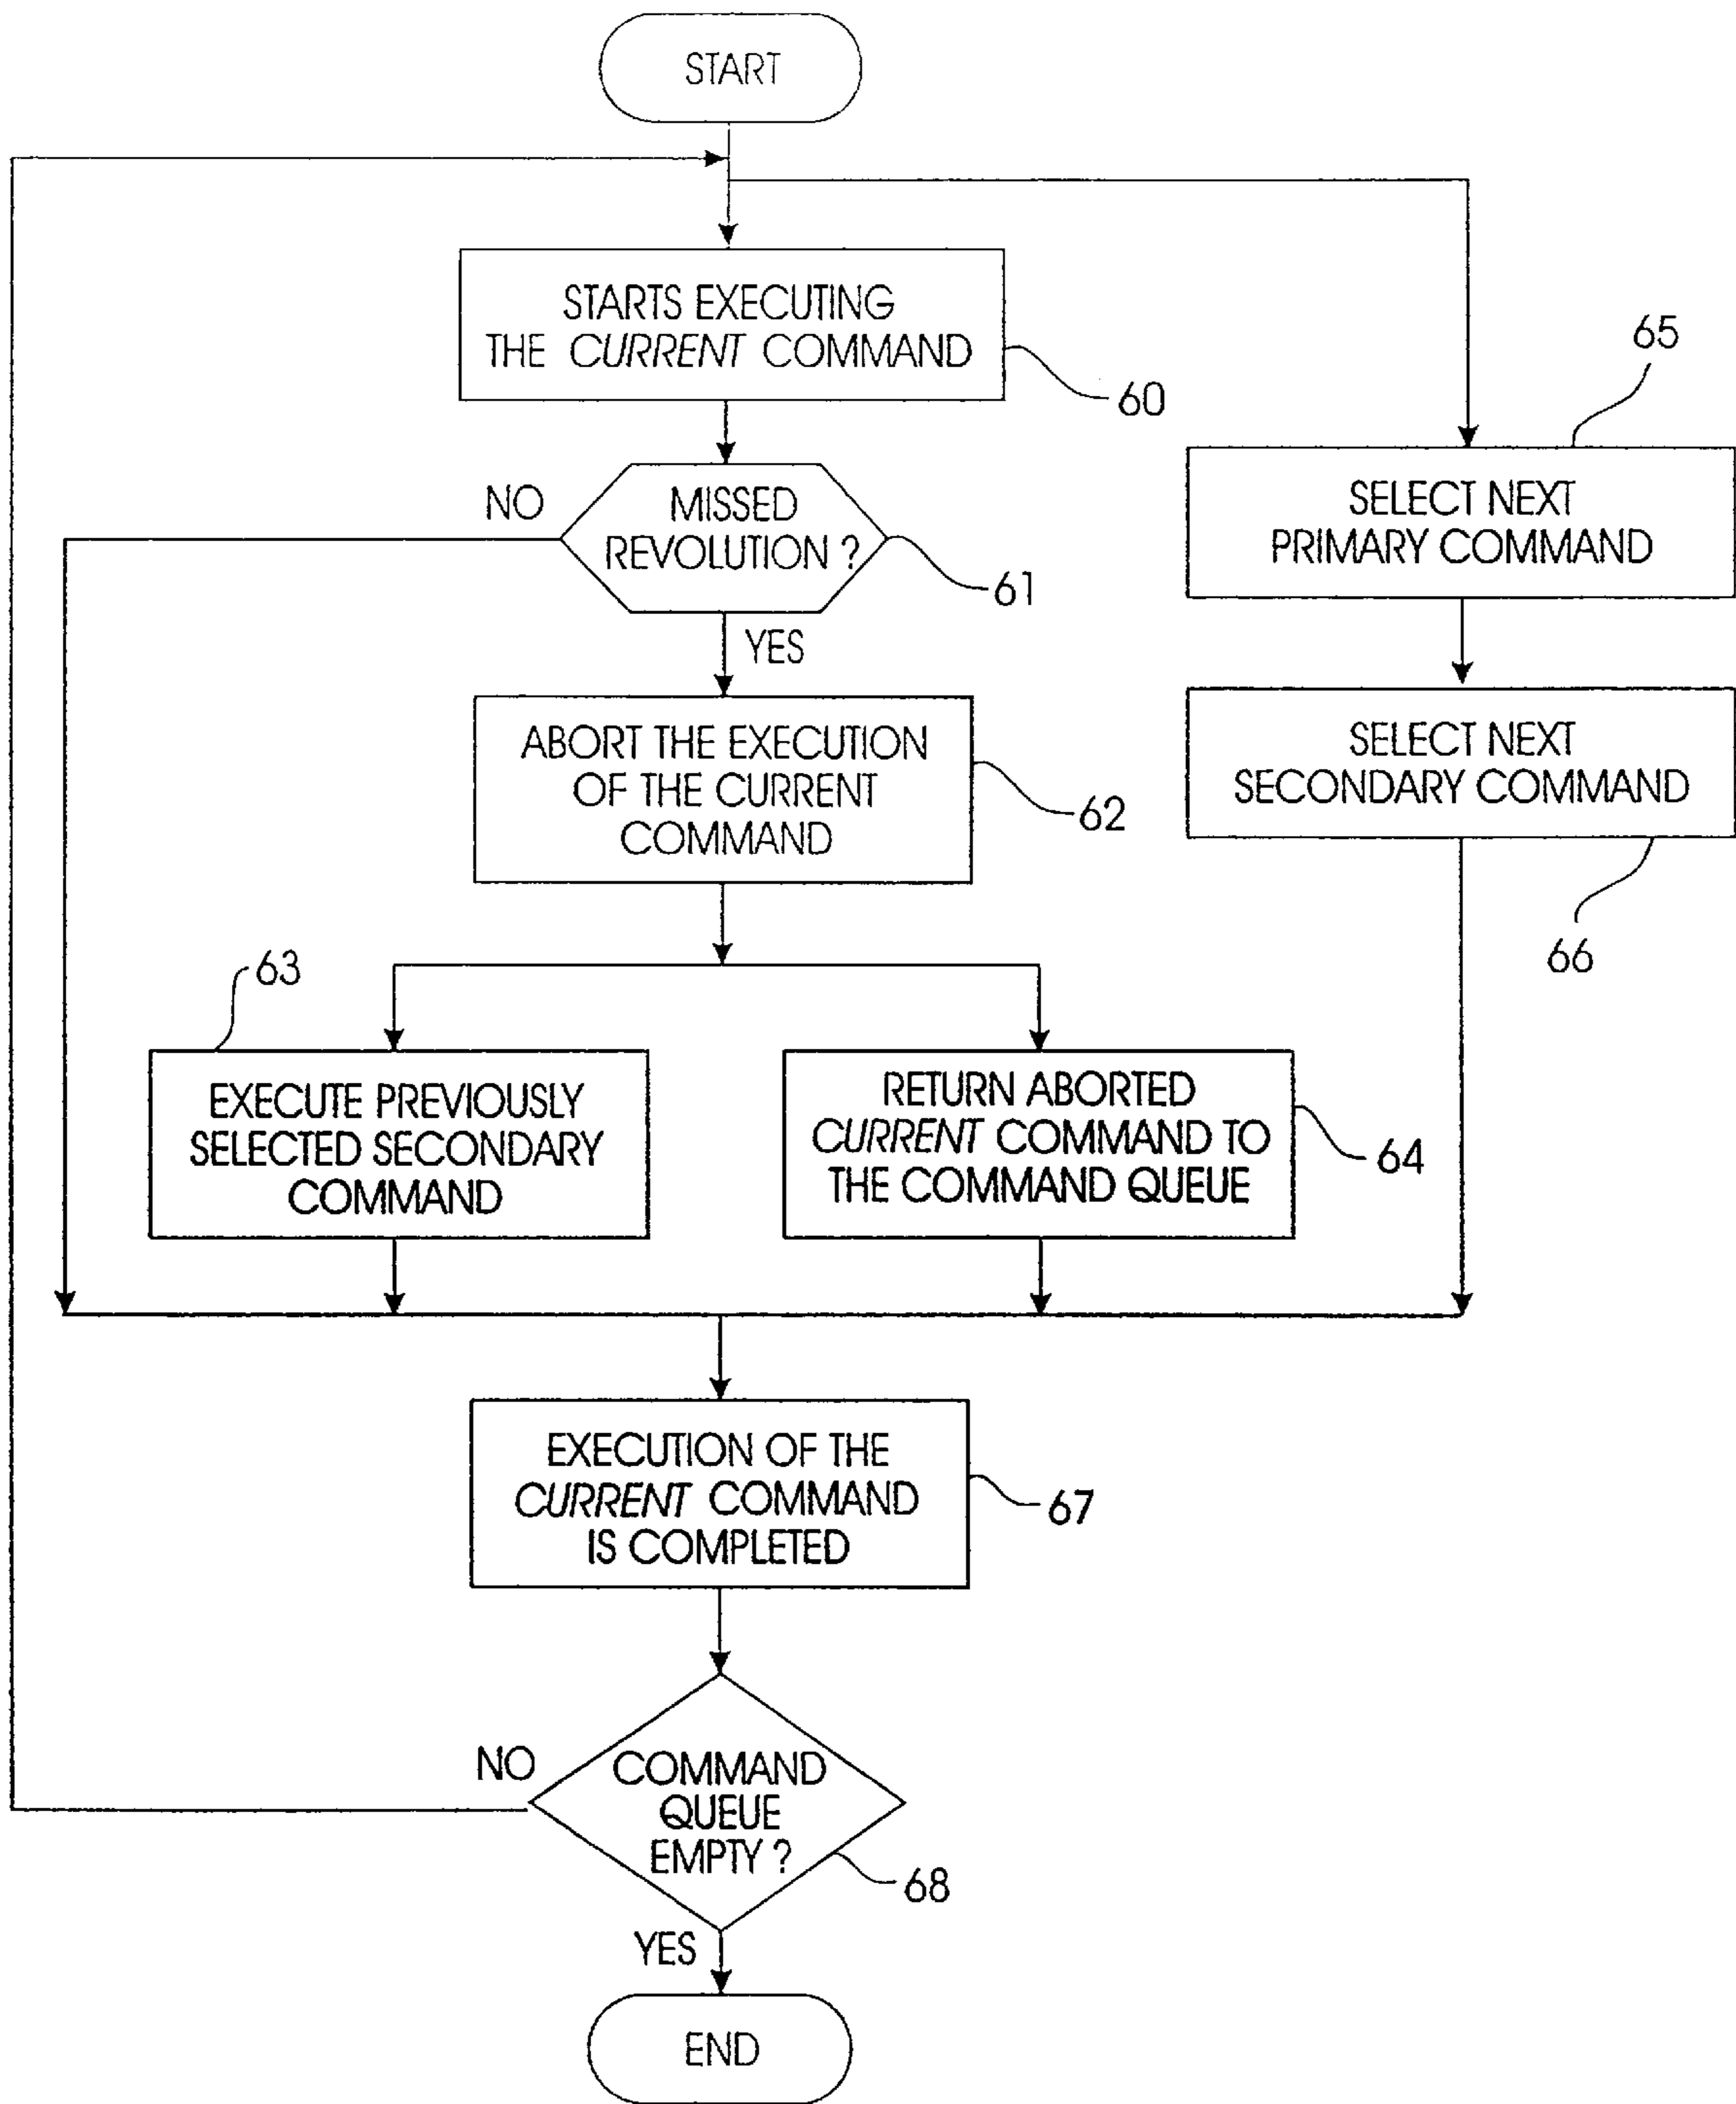 START
STARTS EXECUTING
THE CURRENT COMMAND
60
65
SELECT NEXT
PRIMARY COMMAND
NO
MISSED
REVOLUTION ?
61
YES
SELECT NEXT
SECONDARY COMMAND
66
ABORT THE EXECUTION
OF THE CURRENT
COMMAND
62
63
EXECUTE PREVIOUSLY
SELECTED SECONDARY
COMMAND
RETURN ABORTED
CURRENT COMMAND TO
THE COMMAND QUEUE
64
EXECUTION OF THE
CURRENT COMMAND
IS COMPLETED
67
NO
COMMAND
QUEUE
EMPTY ?
68
YES
END